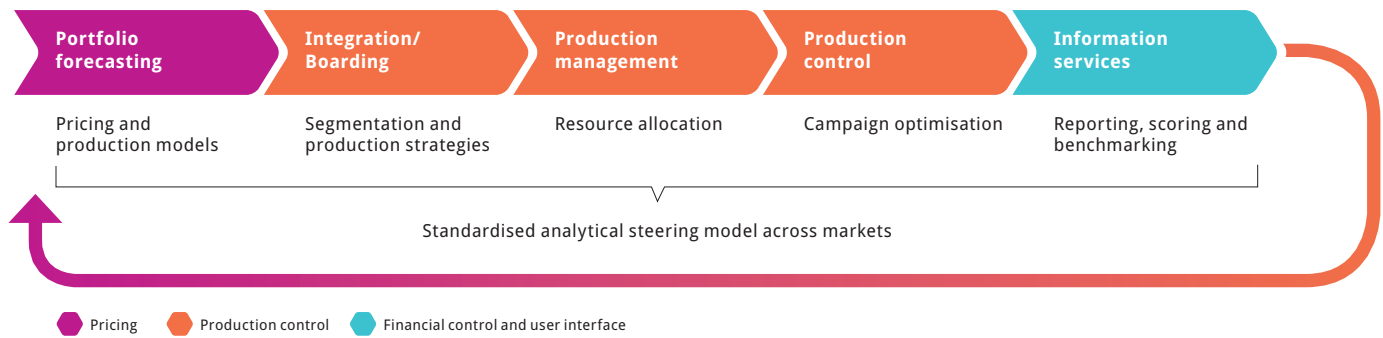 Portfolio
forecasting
Integration/
Boarding
Production
management
Production
control
Information
services
Pricing and
production models
Segmentation and
production strategies
Resource allocation
Campaign optimisation
Reporting, scoring and
benchmarking
Standardised analytical steering model across markets
Pricing
Production control
Financial control and user interface